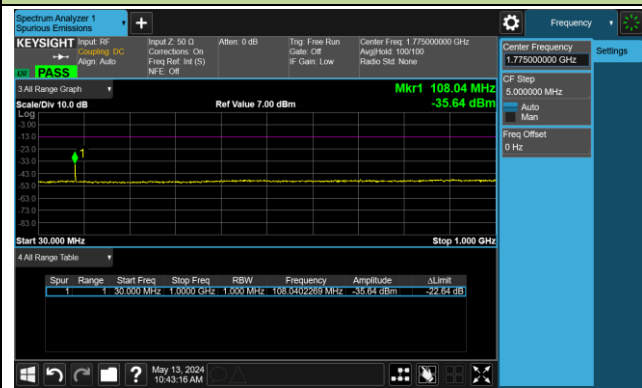 Spectrum Analyzer 1
Spurious Emissions
Frequency
KEYSIGHT
Input: RF
Coupling: DC
Align: Auto
Input Z: 50 Ω
Corrections: On
Freq Ref: Int (S)
NFE: Off
Atten: 0 dB
Trig: Free Run
Gate: Off
IF Gain: Low
Center Freq: 1.775000000 GHz
Avg|Hold: 100/100
Radio Std: None
PASS
Center Frequency
1.775000000 GHz
Settings
CF Step
5.000000 MHz
Auto
Man
Freq Offset
0 Hz
3 All Range Graph
Mkr1 108.04 MHz
Scale/Div 10.0 dB
Ref Value 7.00 dBm
-35.64 dBm
Log
-3.00
-13.0
-23.0
-33.0
-43.0
-53.0
-63.0
-73.0
-83.0
1
Start 30.000 MHz
Stop 1.000 GHz
4 All Range Table
Spur Range Start Freq Stop Freq RBW Frequency Amplitude ΔLimit
1 1 30.000 MHz 1.0000 GHz 1.000 MHz 108.0402269 MHz -35.64 dBm -22.64 dB
?
May 13, 2024
10:43:16 AM